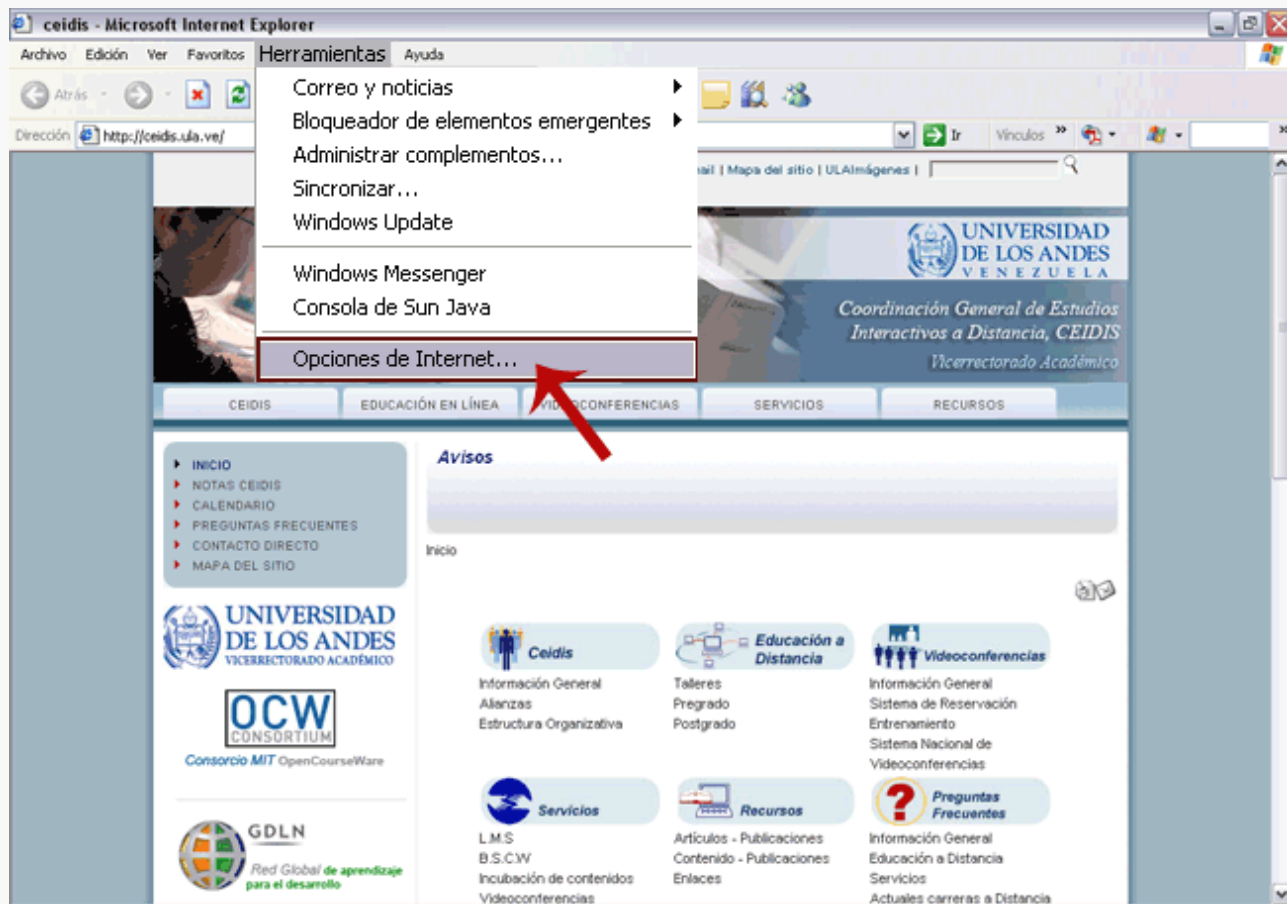 ceidis - Microsoft Internet Explorer
Archivo Edición Ver Favoritos Herramientas Ayuda
Atrás
Correo y noticias
Bloqueador de elementos emergentes
Administrar complementos...
Sincronizar...
Windows Update
Windows Messenger
Consola de Sun Java
Opciones de Internet...
Dirección http://ceidis.ula.ve/ Ir Vínculos »
| Mapa del sitio | ULAImágenes |
UNIVERSIDAD
DE LOS ANDES
VENEZUELA
Coordinación General de Estudios
Interactivos a Distancia, CEIDIS
Vicerrectorado Académico
CEIDIS EDUCACIÓN EN LÍNEA VIDEOCONFERENCIAS SERVICIOS RECURSOS
INICIO
NOTAS CEIDIS
CALENDARIO
PREGUNTAS FRECUENTES
CONTACTO DIRECTO
MAPA DEL SITIO
UNIVERSIDAD
DE LOS ANDES
VICERRECTORADO ACADÉMICO
OCW
CONSORTIUM
Consorcio MIT OpenCourseWare
GDLN
Red Global de aprendizaje
para el desarrollo
Avisos
Inicio
Ceidis
Información General
Alianzas
Estructura Organizativa
Educación a
Distancia
Talleres
Pregrado
Postgrado
Videoconferencias
Información General
Sistema de Reservación
Entrenamiento
Sistema Nacional de
Videoconferencias
Servicios
L.M.S
B.S.C.W
Incubación de contenidos
Videoconferencias
Recursos
Artículos - Publicaciones
Contenido - Publicaciones
Enlaces
?
Preguntas
Frecuentes
Información General
Educación a Distancia
Servicios
Actuales carreras a Distancia